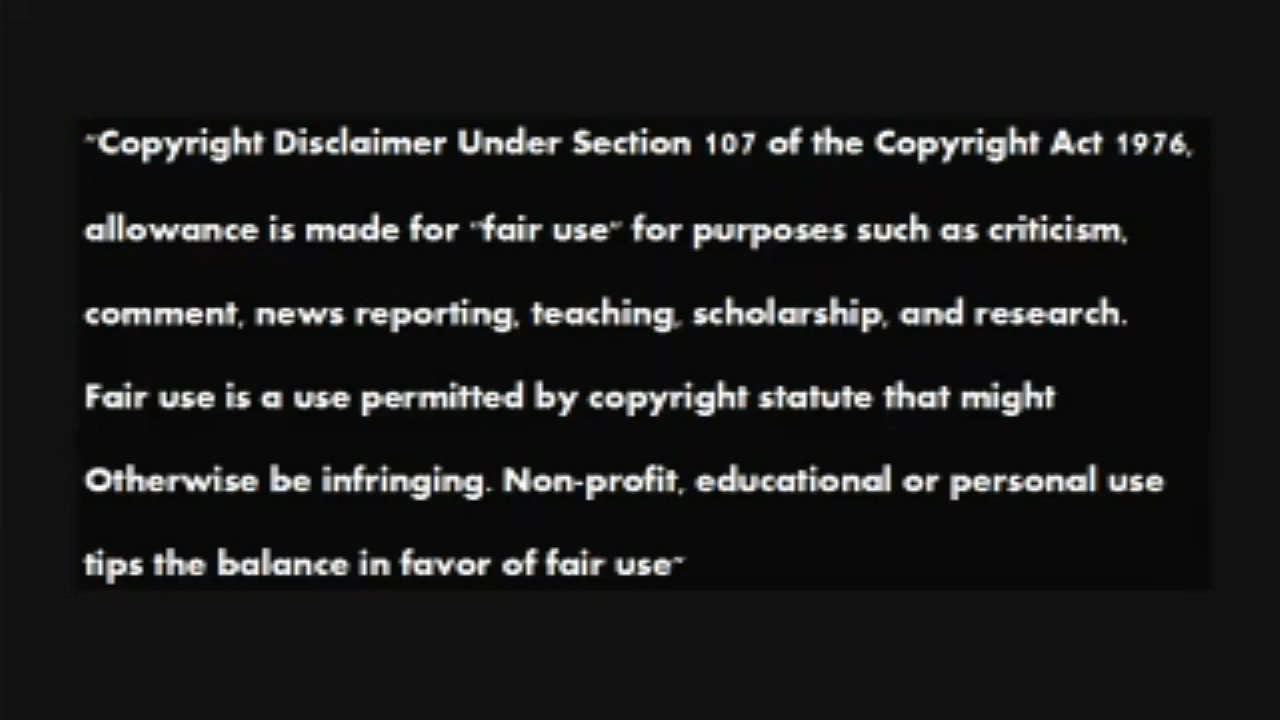 "Copyright Disclaimer Under Section 107 of the Copyright Act 1976,
allowance is made for "fair use" for purposes such as criticism,
comment, news reporting, teaching, scholarship, and research.
Fair use is a use permitted by copyright statute that might
Otherwise be infringing. Non-profit, educational or personal use
tips the balance in favor of fair use"